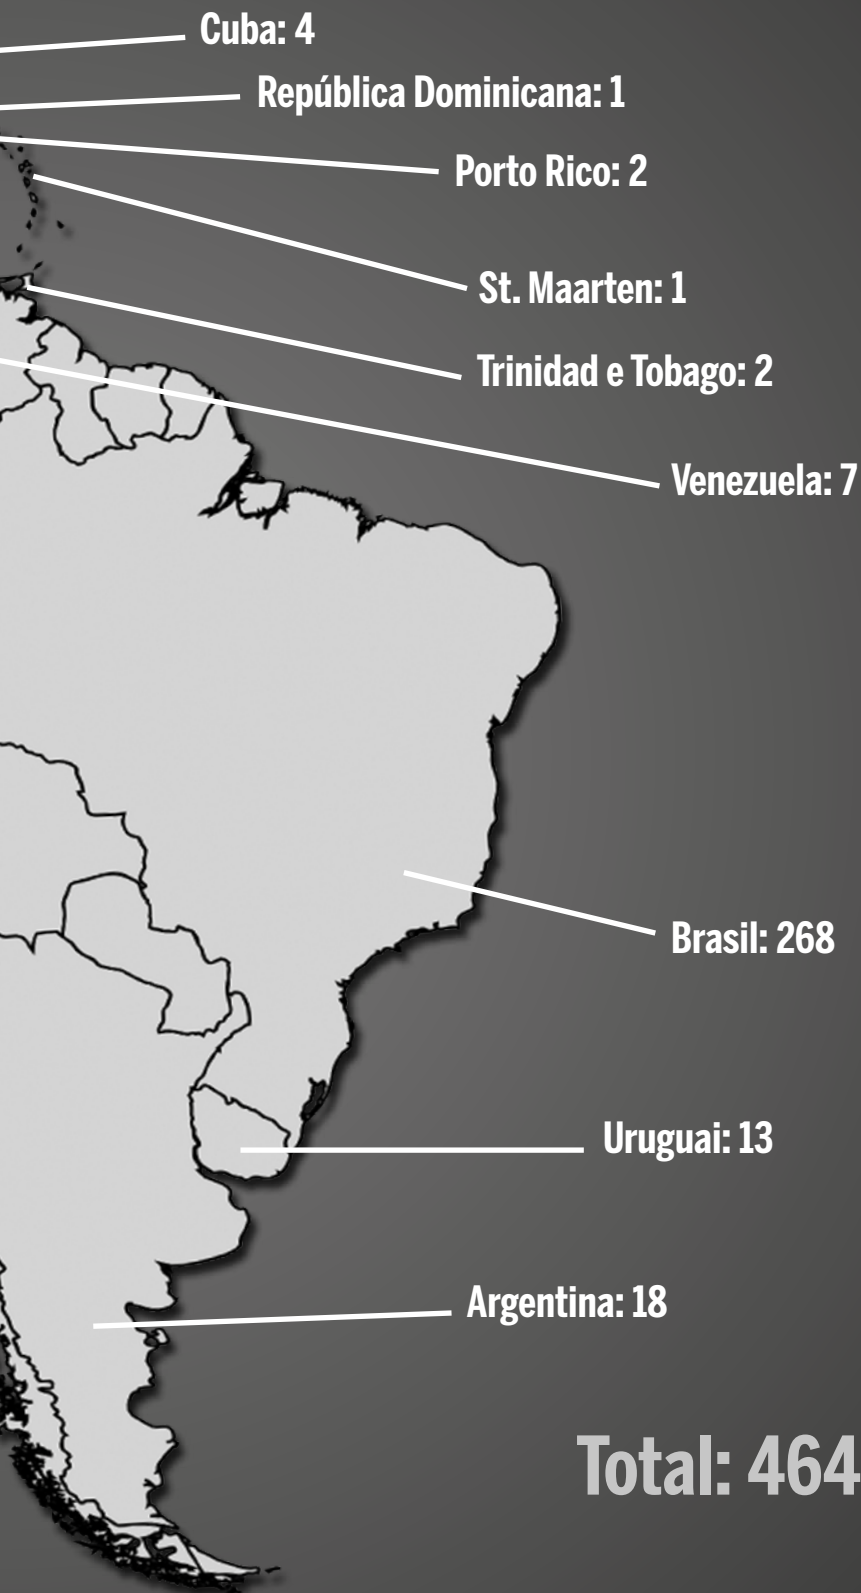 Cuba: 4
República Dominicana: 1
Porto Rico: 2
St. Maarten: 1
Trinidad e Tobago: 2
Venezuela: 7
Brasil: 268
Uruguai: 13
Argentina: 18
Total: 464